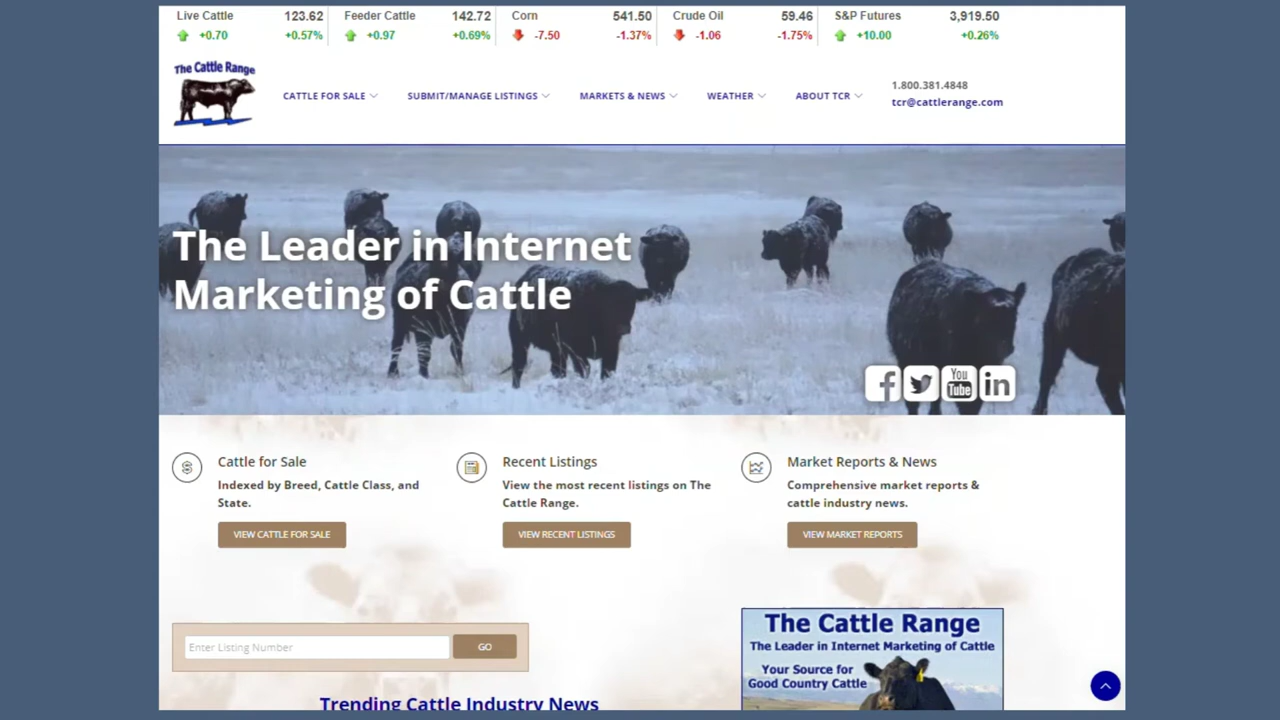 Live Cattle 123.62 Feeder Cattle 142.72 Corn 541.50 Crude Oil 59.46 S&P Futures 3,919.50
+0.70 +0.57% +0.97 +0.69% -7.50 -1.37% -1.06 -1.75% +10.00 +0.26%
The Cattle Range
CATTLE FOR SALE SUBMIT/MANAGE LISTINGS MARKETS & NEWS WEATHER ABOUT TCR
1.800.381.4848
tcr@cattlerange.com
The Leader in Internet
Marketing of Cattle
You
Tube
Cattle for Sale
Indexed by Breed, Cattle Class, and
State.
VIEW CATTLE FOR SALE
Recent Listings
View the most recent listings on The
Cattle Range.
VIEW RECENT LISTINGS
Market Reports & News
Comprehensive market reports &
cattle industry news.
VIEW MARKET REPORTS
Enter Listing Number GO
Trending Cattle Industry News
The Cattle Range
The Leader in Internet Marketing of Cattle
Your Source for
Good Country Cattle